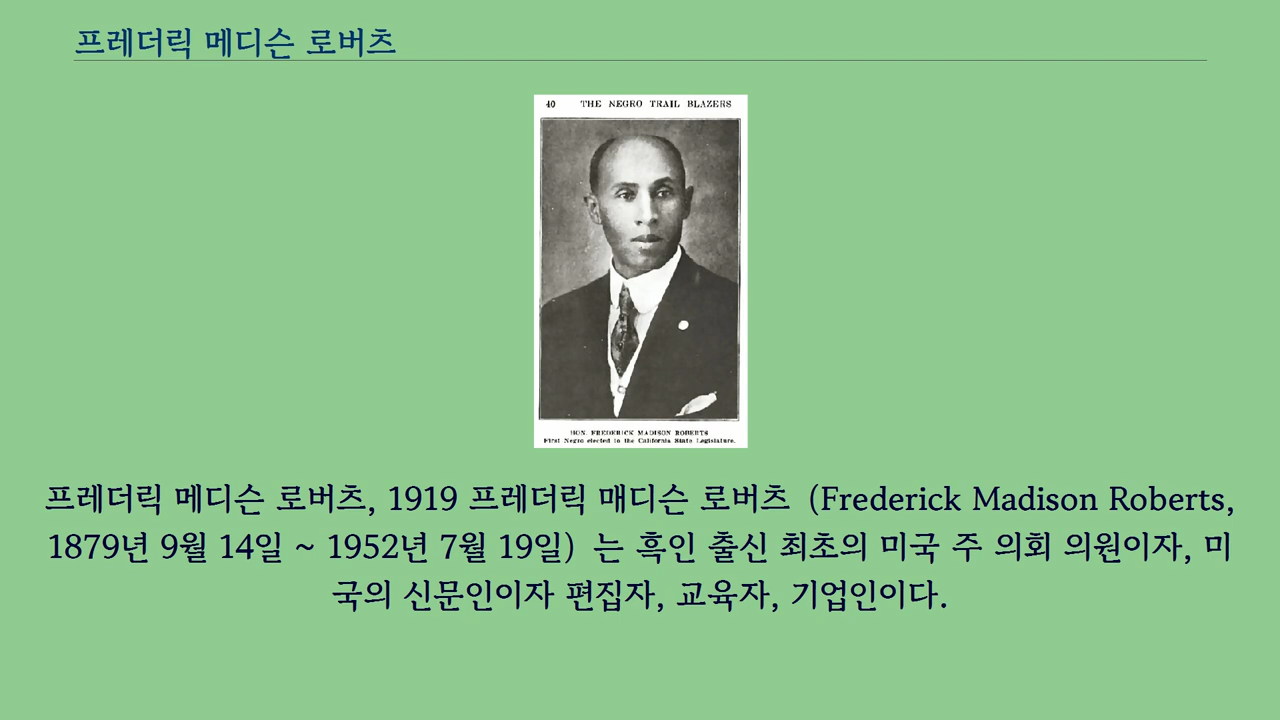 프레더릭 메디슨 로버츠
40 THE NEGRO TRAIL BLAZERS
HON. FREDERICK MADISON ROBERTS
First Negro elected to the California State Legislature.
프레더릭 메디슨 로버츠, 1919 프레더릭 매디슨 로버츠 (Frederick Madison Roberts,
1879년 9월 14일 ~ 1952년 7월 19일) 는 흑인 출신 최초의 미국 주 의회 의원이자, 미
국의 신문인이자 편집자, 교육자, 기업인이다.